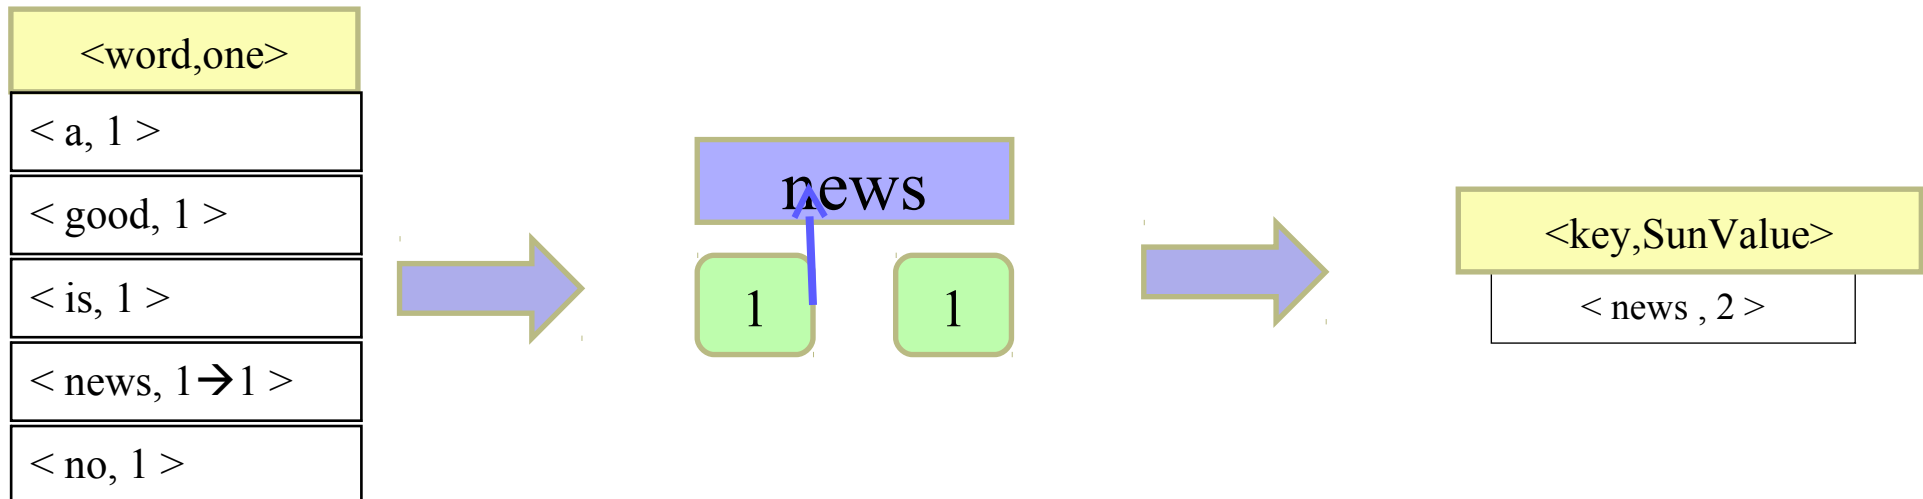 <word,one>
< a, 1 >
< good, 1 >
< is, 1 >
< news, 1→1 >
< no, 1 >
news
1 1
<key,SunValue>
< news , 2 >